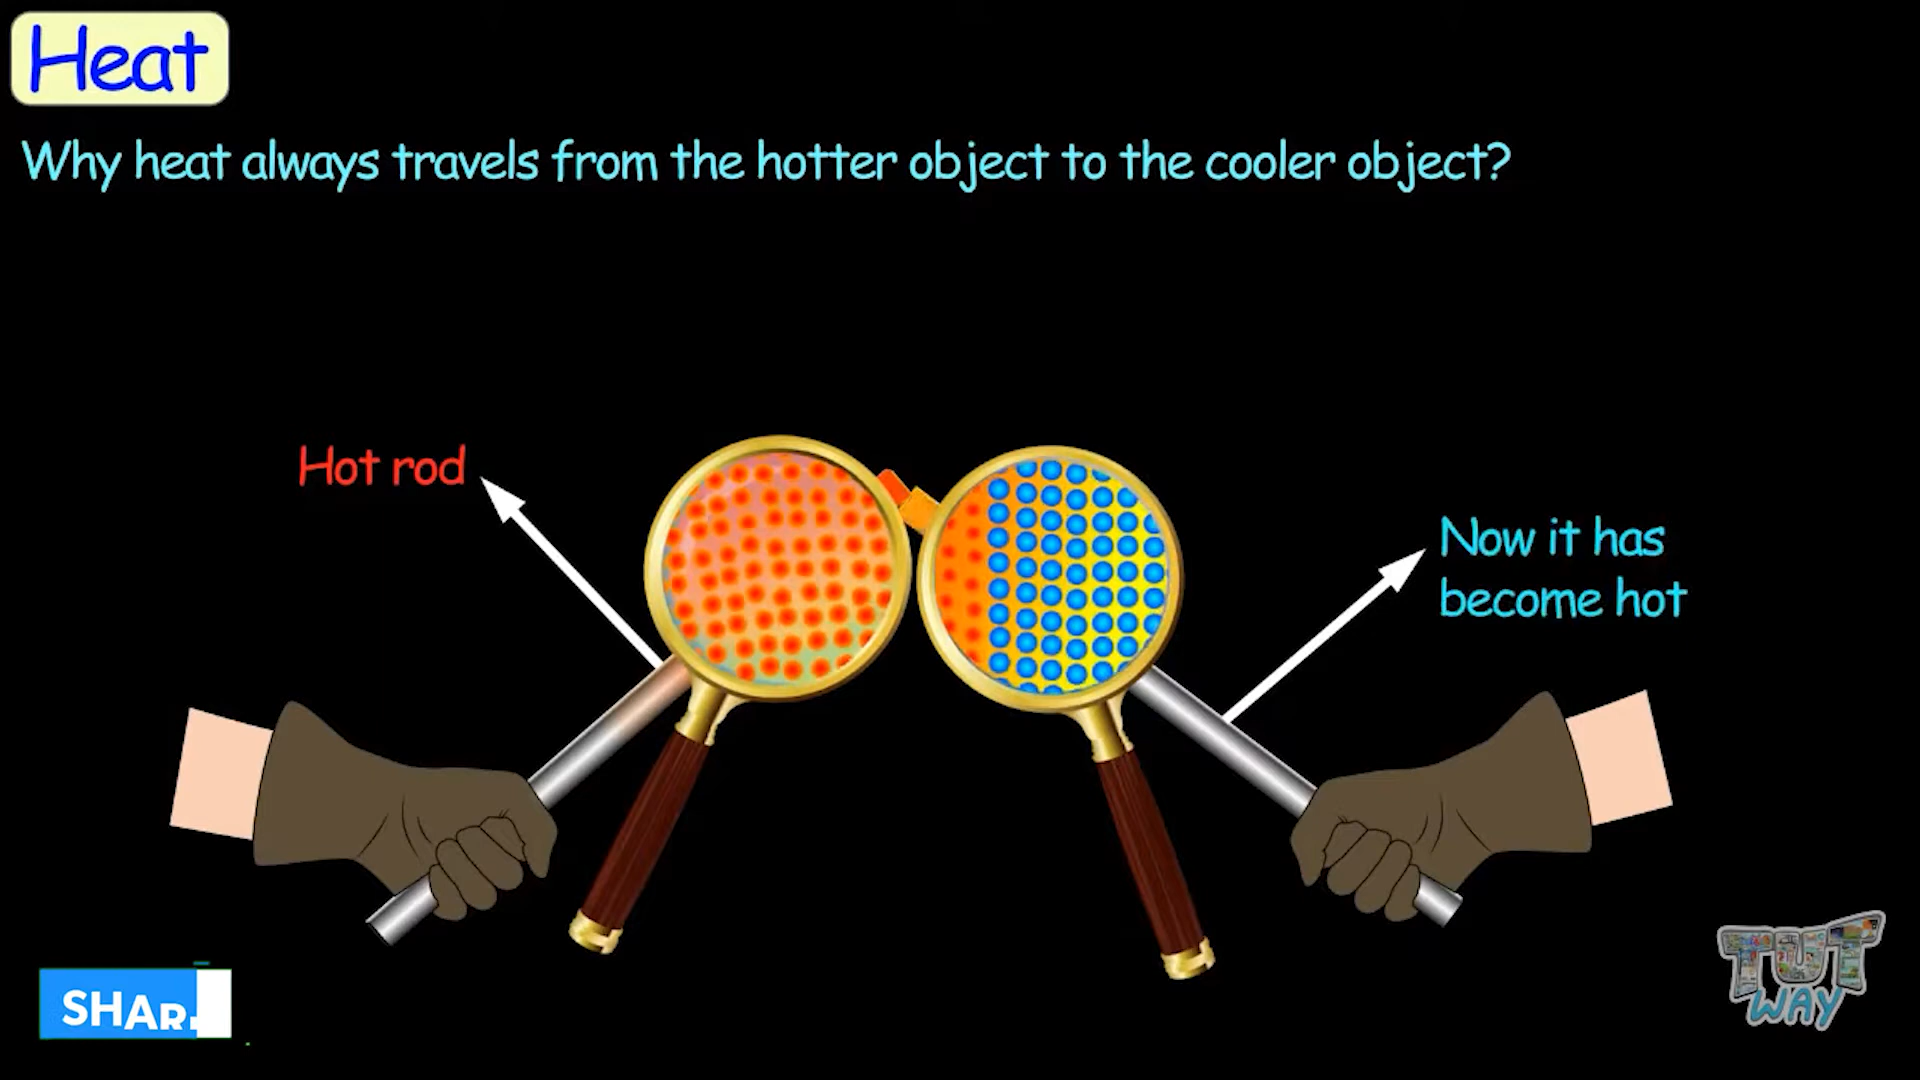 Heat
Why heat always travels from the hotter object to the cooler object?
Hot rod
Now it has
become hot
SHAR
TUT
WAY